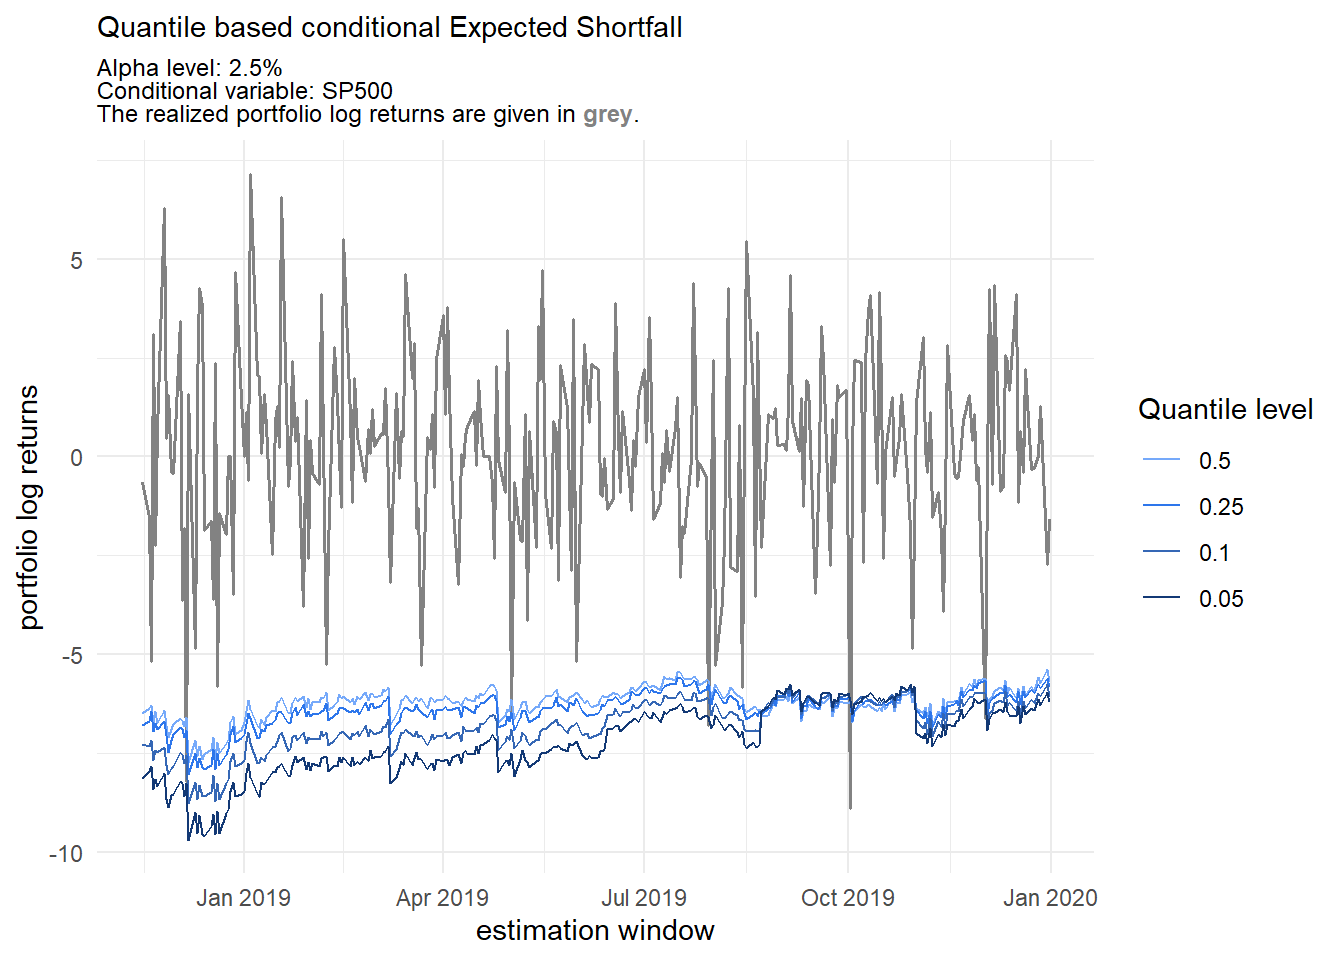 Quantile based conditional Expected Shortfall
Alpha level: 2.5%
Conditional variable: SP500
The realized portfolio log returns are given in grey.
portfolio log returns
5
0
-5
-10
Jan 2019 Apr 2019 Jul 2019 Oct 2019 Jan 2020
estimation window
Quantile level
0.5
0.25
0.1
0.05